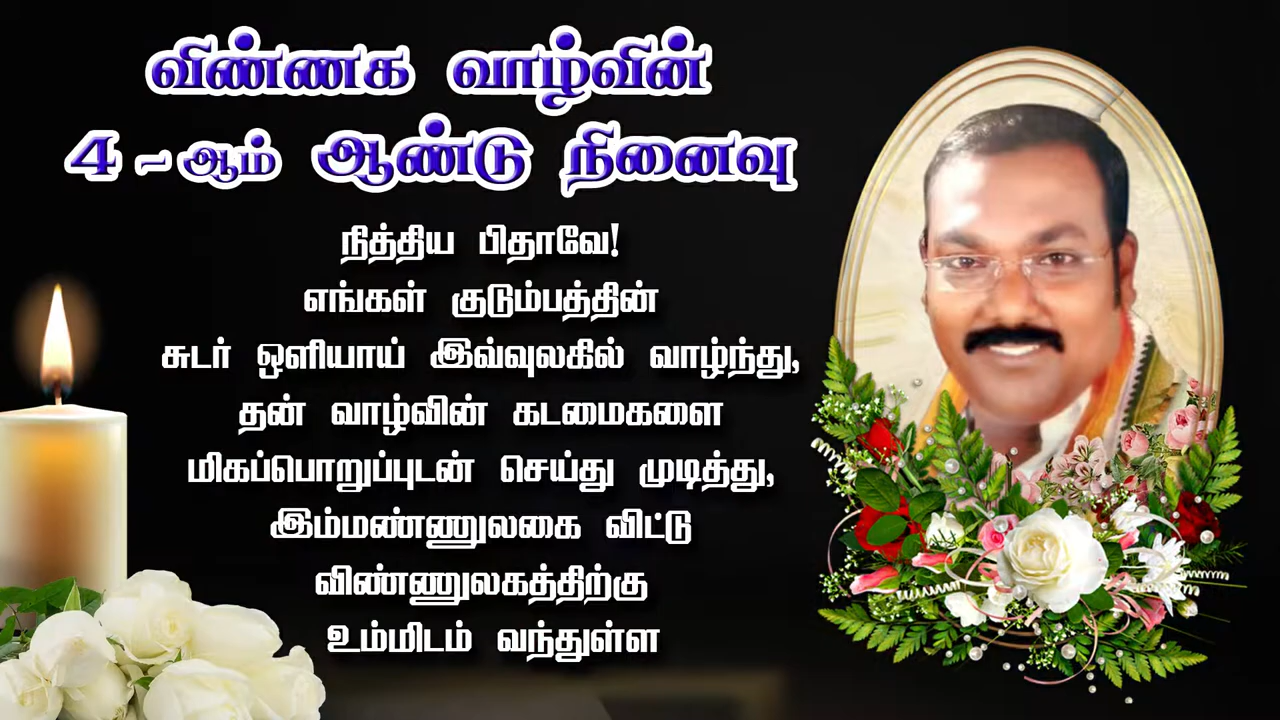 விண்ணக வாழ்வின்
4 - ஆம் ஆண்டு நினைவு
நித்திய பிதாவே!
எங்கள் குடும்பத்தின்
சுடர் ஒளியாய் இவ்வுலகில் வாழ்ந்து,
தன் வாழ்வின் கடமைகளை
மிகப்பொறுப்புடன் செய்து முடித்து,
இம்மண்ணுலகை விட்டு
விண்ணுலகத்திற்கு
உம்மிடம் வந்துள்ள